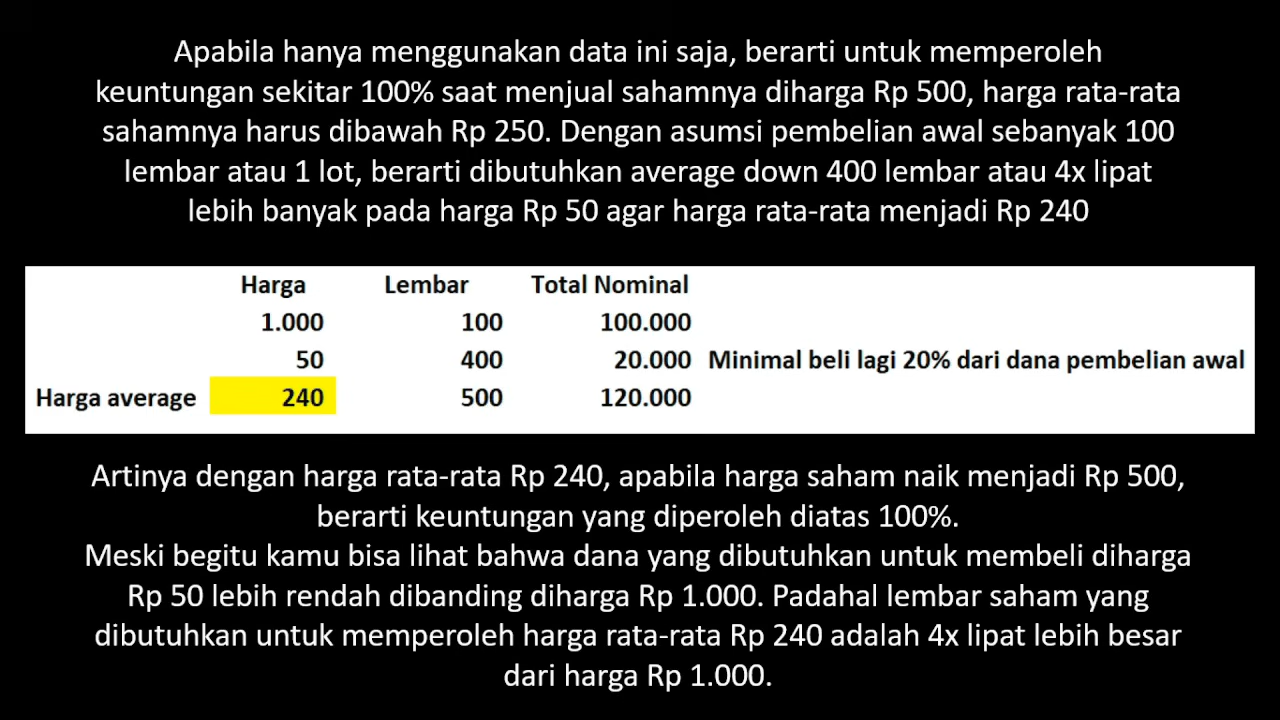 Apabila hanya menggunakan data ini saja, berarti untuk memperoleh
keuntungan sekitar 100% saat menjual sahamnya diharga Rp 500, harga rata-rata
sahamnya harus dibawah Rp 250. Dengan asumsi pembelian awal sebanyak 100
lembar atau 1 lot, berarti dibutuhkan average down 400 lembar atau 4x lipat
lebih banyak pada harga Rp 50 agar harga rata-rata menjadi Rp 240
Harga Lembar Total Nominal
1.000 100 100.000
50 400 20.000 Minimal beli lagi 20% dari dana pembelian awal
Harga average 240 500 120.000
Artinya dengan harga rata-rata Rp 240, apabila harga saham naik menjadi Rp 500,
berarti keuntungan yang diperoleh diatas 100%.
Meski begitu kamu bisa lihat bahwa dana yang dibutuhkan untuk membeli diharga
Rp 50 lebih rendah dibanding diharga Rp 1.000. Padahal lembar saham yang
dibutuhkan untuk memperoleh harga rata-rata Rp 240 adalah 4x lipat lebih besar
dari harga Rp 1.000.